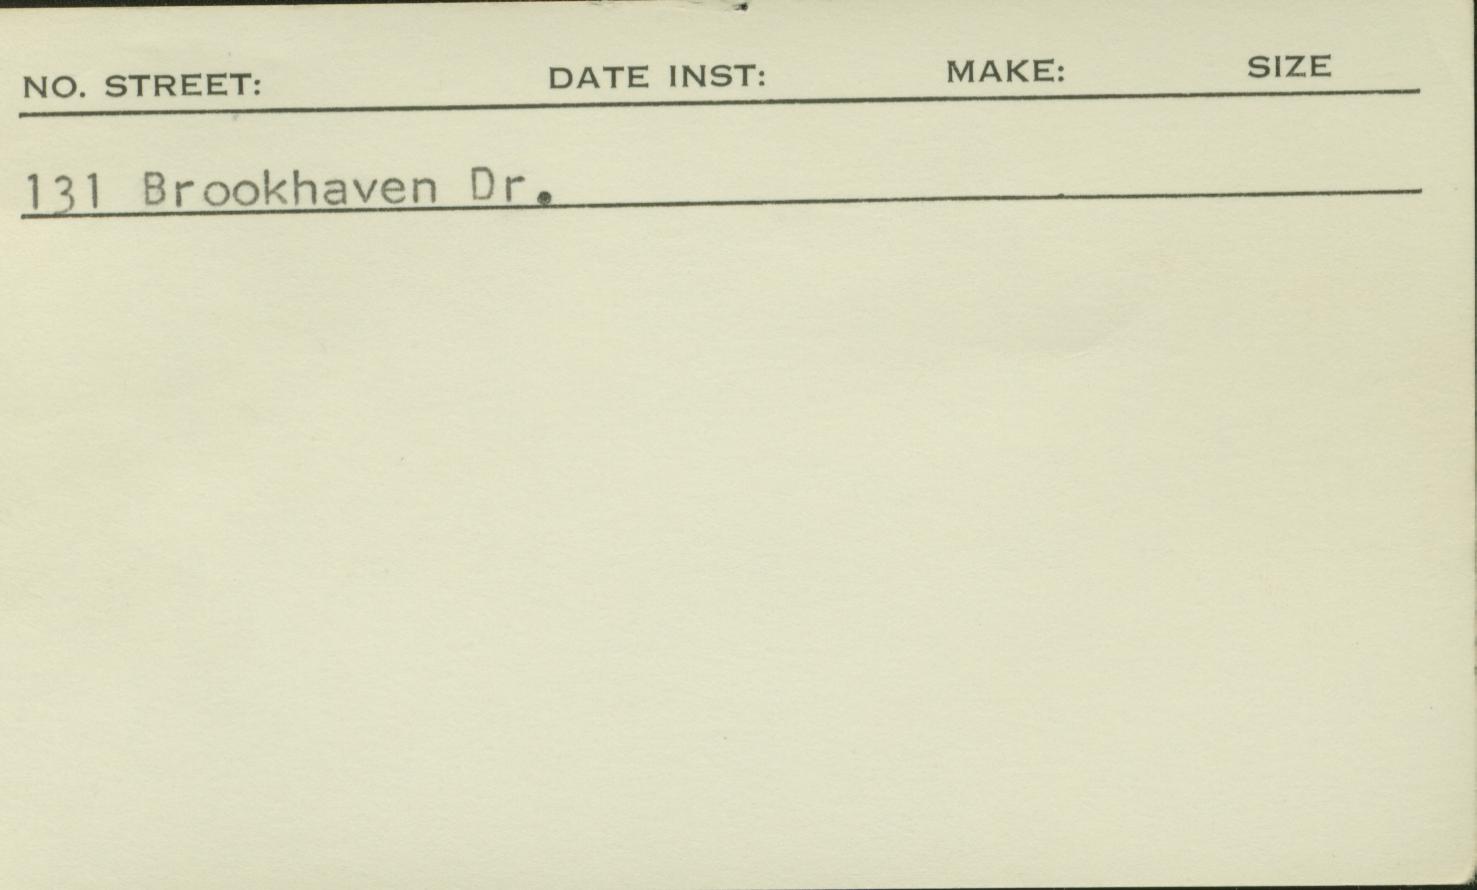 NO. STREET: DATE INST: MAKE: SIZE
131 Brookhaven Dr.